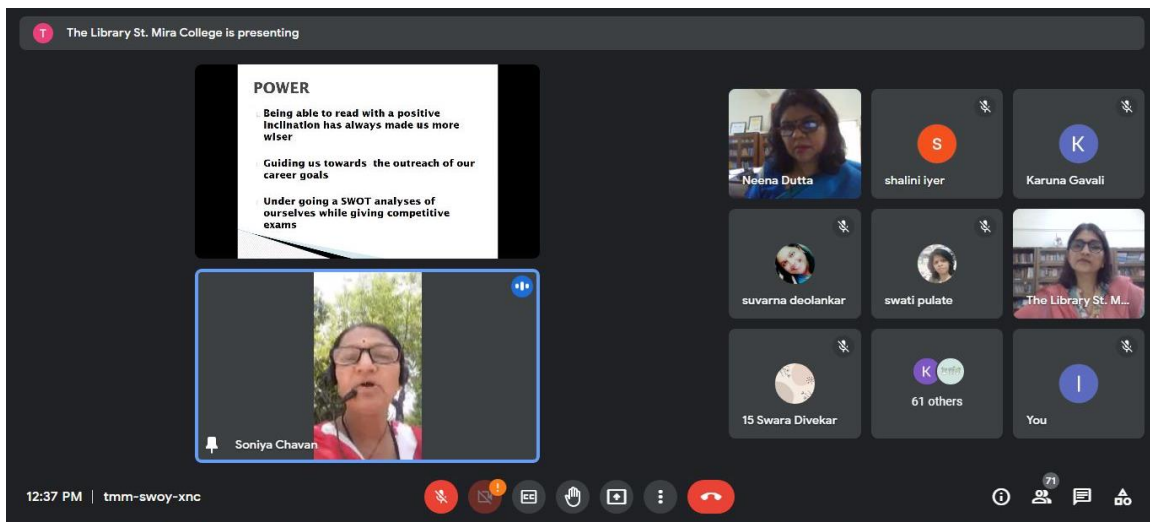 T The Library St. Mira College is presenting
POWER
Being able to read with a positive
inclination has always made us more
wiser
Guiding us towards the outreach of our
career goals
Under going a SWOT analyses of
ourselves while giving competitive
exams
Soniya Chavan
Neena Dutta
S
shalini iyer
K
Karuna Gavali
suvarna deolankar
swati pulate
The Library St. M...
15 Swara Divekar
K
61 others
I
You
12:37 PM | tmm-swoy-xnc
!
CC
71